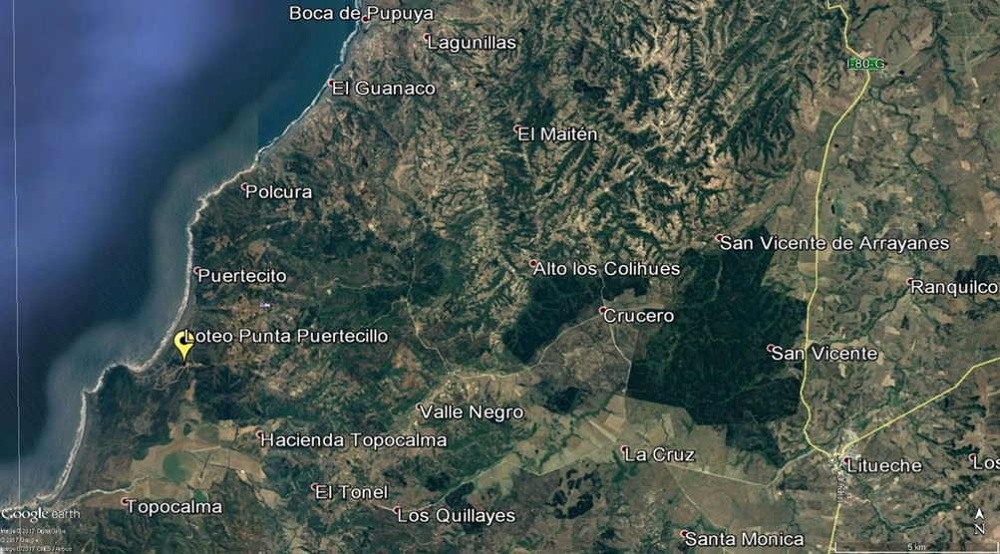 Boca de Pupuya
Lagunillas
I-80-G
El Guanaco
El Maitén
Polcura
San Vicente de Arrayanes
Alto los Colihues
Puertecito
Ranquilco
Crucero
Loteo Punta Puertecillo
San Vicente
Valle Negro
Hacienda Topocalma
La Cruz
Litueche
Los
El Tonel
Topocalma
Los Quillayes
Google earth
Image © 2017 DigitalGlobe
© 2017 Google
Image © 2017 CNES / Airbus
Santa Monica
N
5 km